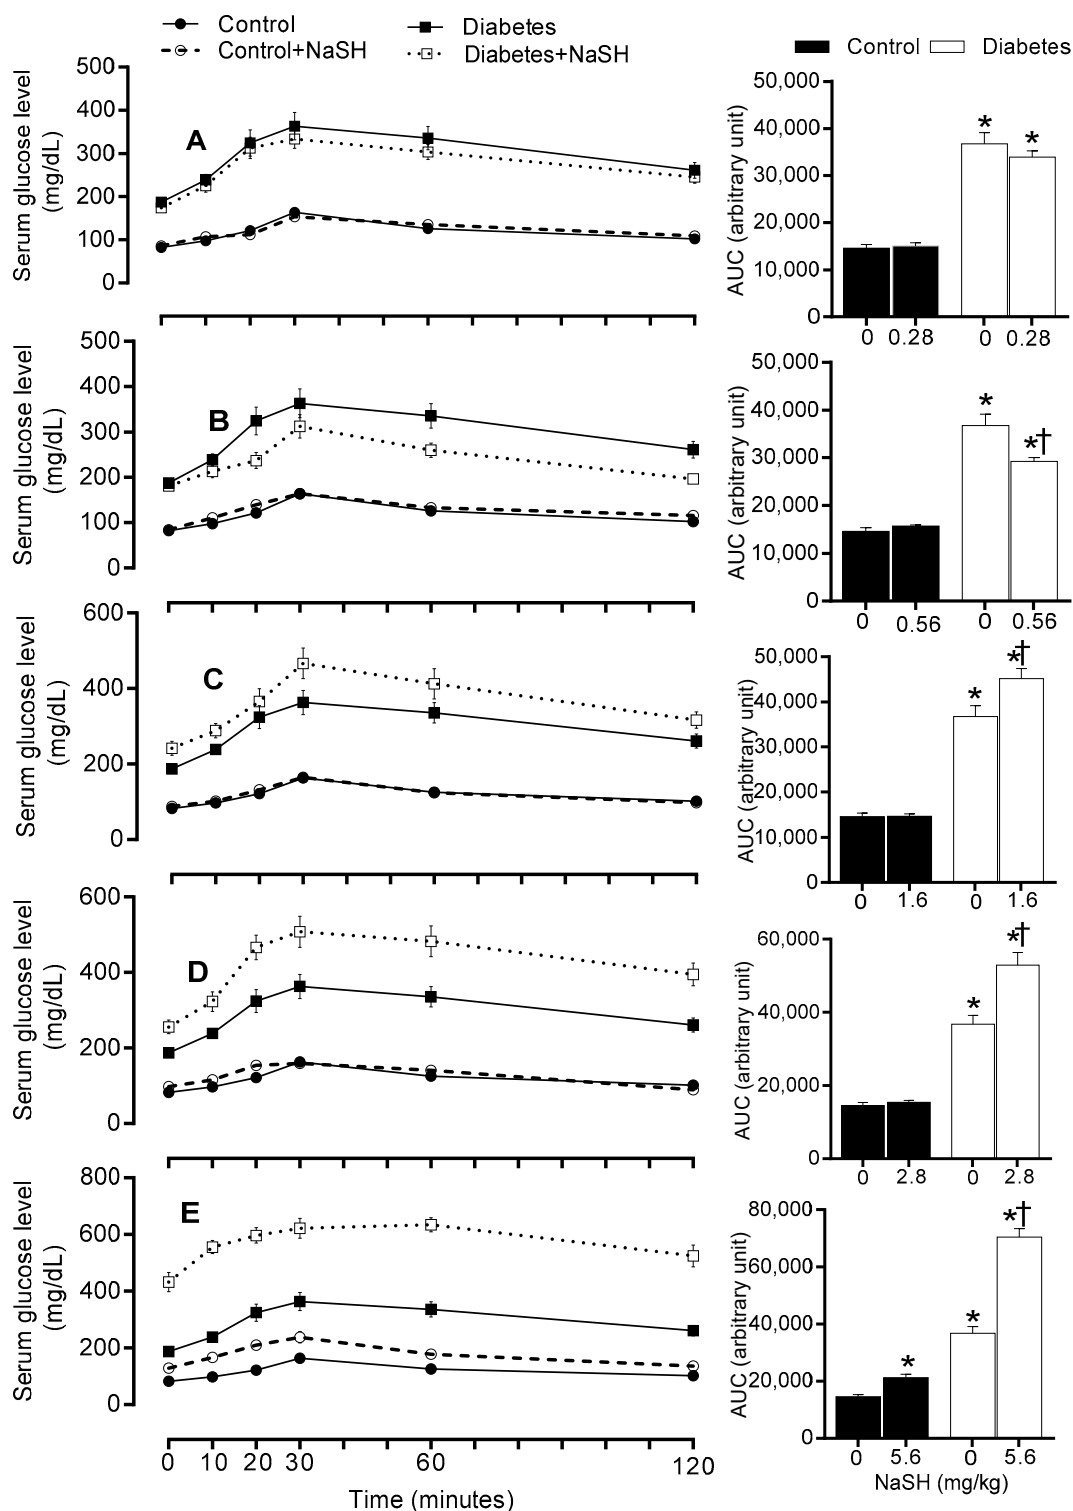 Control
Control+NaSH
Diabetes
Diabetes+NaSH
Control
Diabetes
Serum glucose level
(mg/dL)
500
400
300
200
100
0
A
AUC (arbitrary unit)
50,000
40,000
30,000
20,000
10,000
0
*
*
0
0.28
0
0.28
Serum glucose level
(mg/dL)
500
400
300
200
100
0
B
AUC (arbitrary unit)
50,000
40,000
30,000
20,000
10,000
0
*
*†
0
0.56
0
0.56
Serum glucose level
(mg/dL)
600
400
200
0
C
AUC (arbitrary unit)
50,000
40,000
30,000
20,000
10,000
0
*
*†
0
1.6
0
1.6
Serum glucose level
(mg/dL)
600
400
200
0
D
AUC (arbitrary unit)
60,000
40,000
20,000
0
*
*†
0
2.8
0
2.8
Serum glucose level
(mg/dL)
800
600
400
200
0
E
0 10 20 30 60 120
Time (minutes)
AUC (arbitrary unit)
80,000
60,000
40,000
20,000
0
*
*
*†
0
5.6
0
5.6
NaSH (mg/kg)